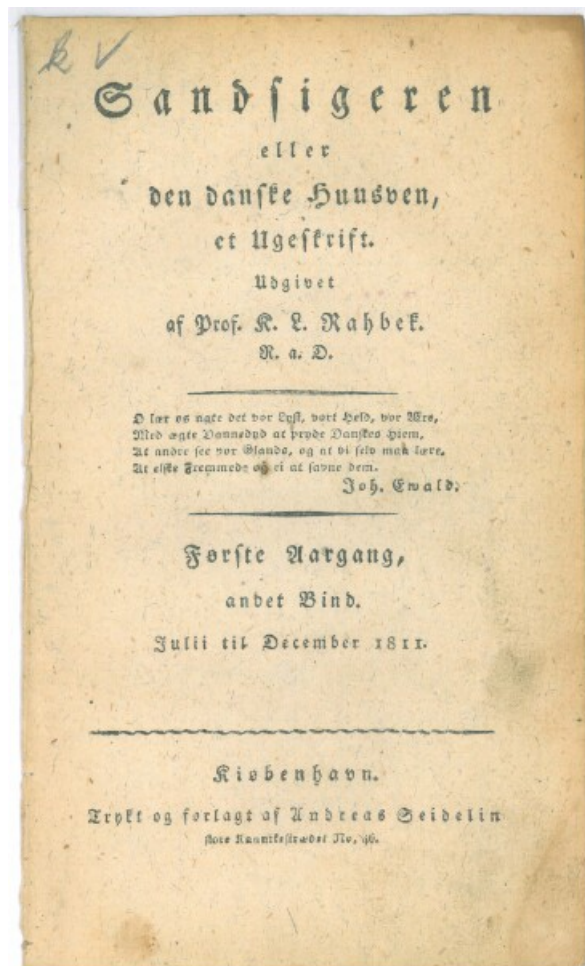 k V
Sandsigeren
eller
den danske Huusven,
et Ugeskrift.
Udgivet
af Prof. K. L. Rahbek.
R. a. D.
O lær os agte det vor Lyst, vort Held, vor Ære,
Med ægte Dannedyd at pryde Danskes Hiem,
At andre see vor Glands, og at vi selv maa lære,
At elske Fremmede og ei at savne dem.
Joh. Ewald.
Første Aargang,
andet Bind.
Julii til December 1811.
Kiøbenhavn.
Trykt og forlagt af Andreas Seidelin
store Kannikestrædet No. 46.